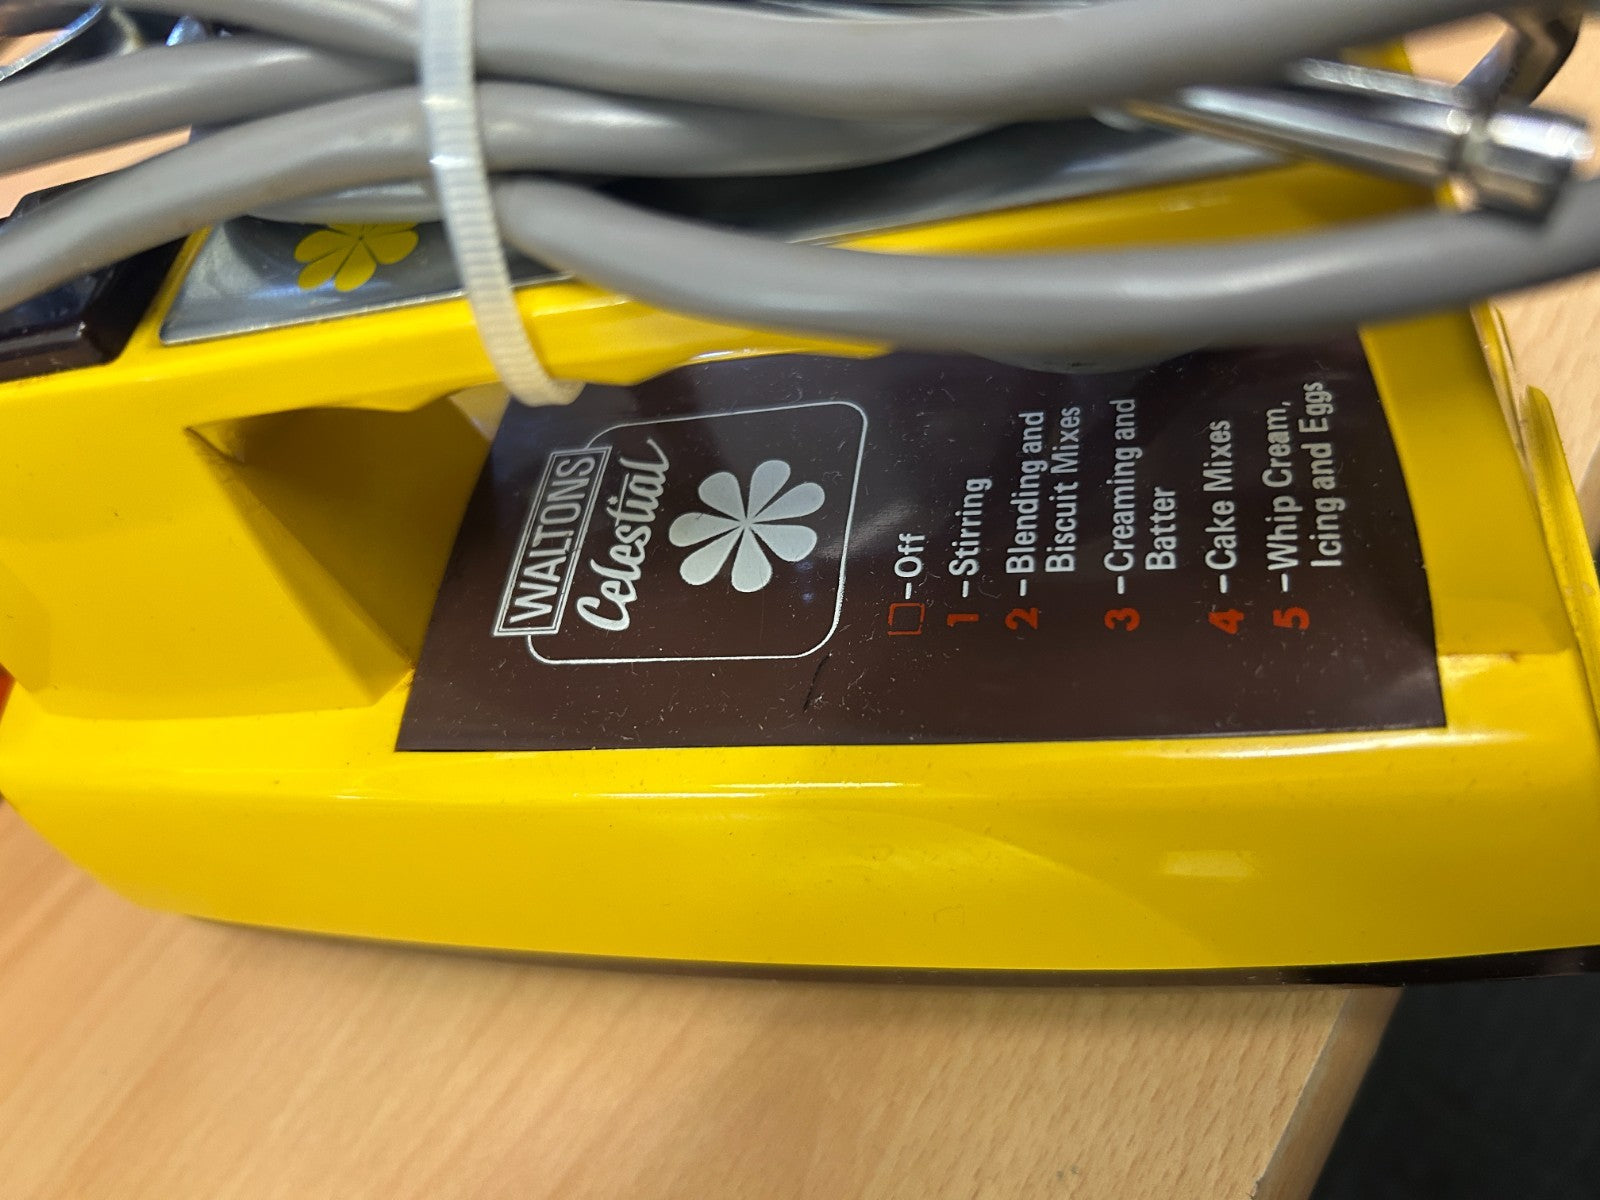 WALTONS
Celestial
□–Off
1 –Stirring
2 –Blending and
Biscuit Mixes
3 –Creaming and
Batter
4 –Cake Mixes
5 –Whip Cream,
Icing and Eggs